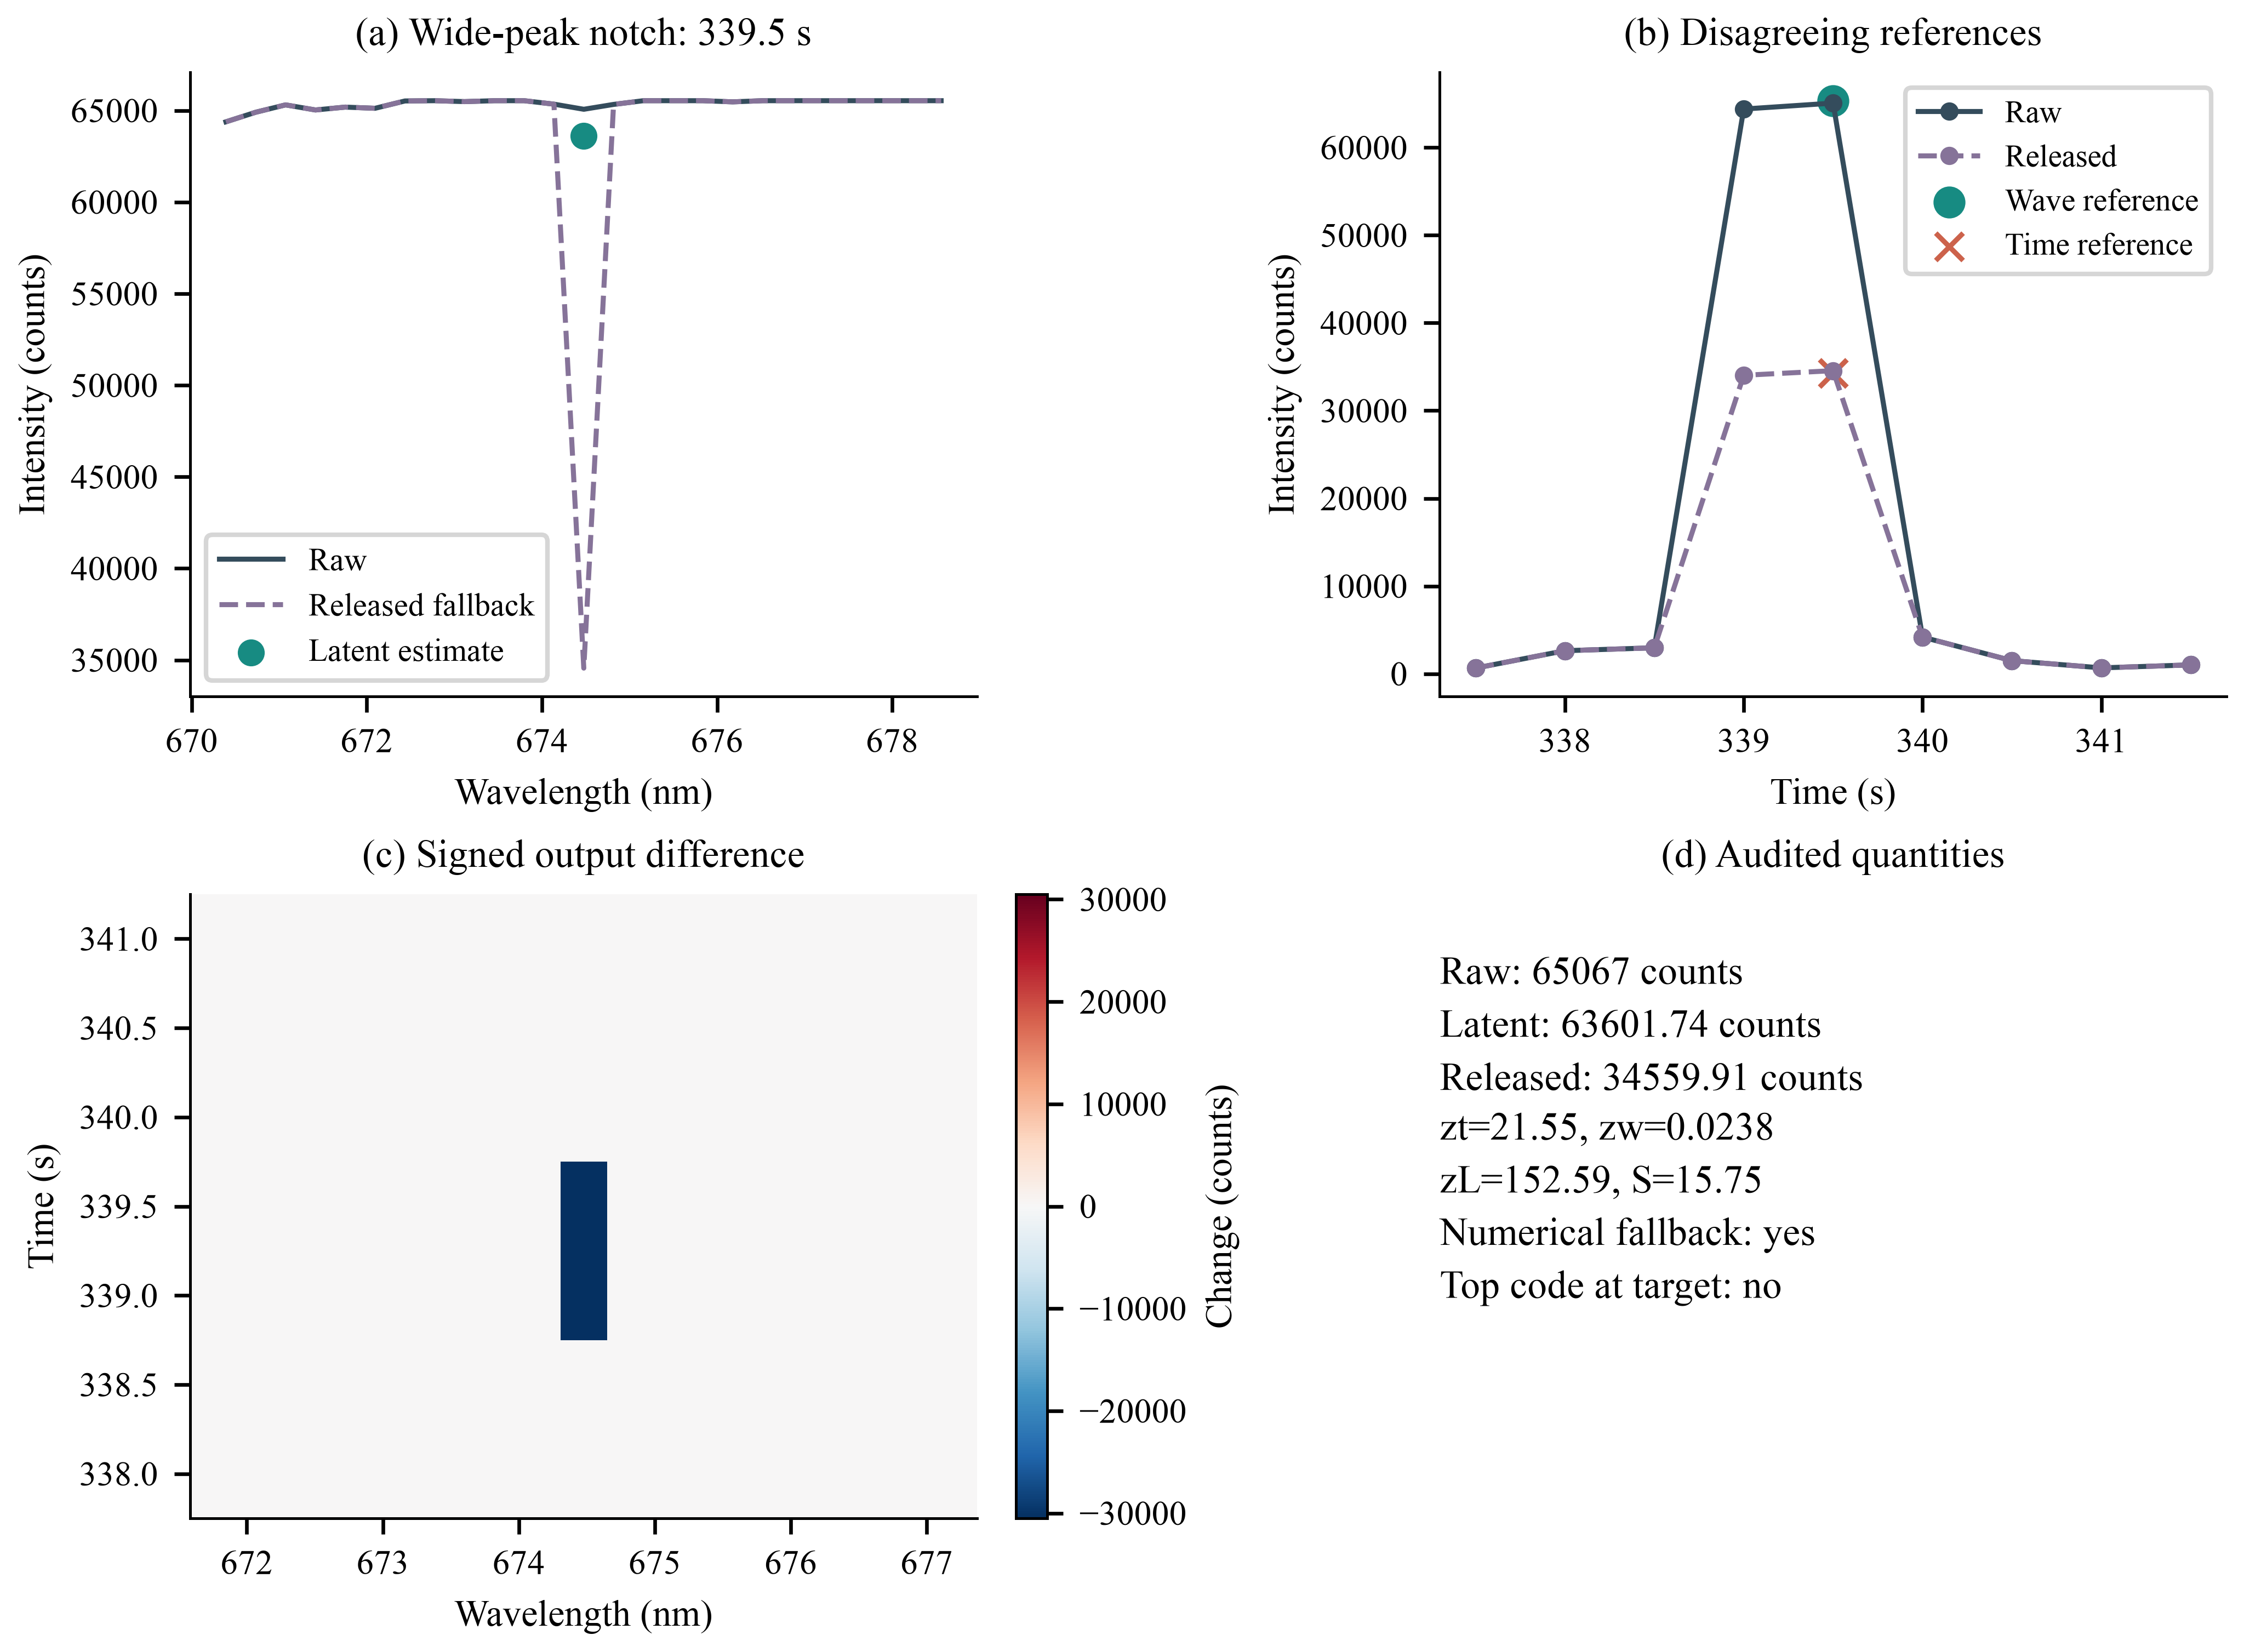 (a) Wide-peak notch: 339.5 s
65000
60000
55000
50000
45000
40000
35000
Intensity (counts)
Raw
Released fallback
Latent estimate
670
672
674
676
678
Wavelength (nm)
(b) Disagreeing references
60000
50000
40000
30000
20000
10000
0
Intensity (counts)
Raw
Released
Wave reference
Time reference
338
339
340
341
Time (s)
(c) Signed output difference
341.0
340.5
340.0
339.5
339.0
338.5
338.0
Time (s)
672
673
674
675
676
677
Wavelength (nm)
30000
20000
10000
0
−10000
−20000
−30000
Change (counts)
(d) Audited quantities
Raw: 65067 counts
Latent: 63601.74 counts
Released: 34559.91 counts
zt=21.55, zw=0.0238
zL=152.59, S=15.75
Numerical fallback: yes
Top code at target: no